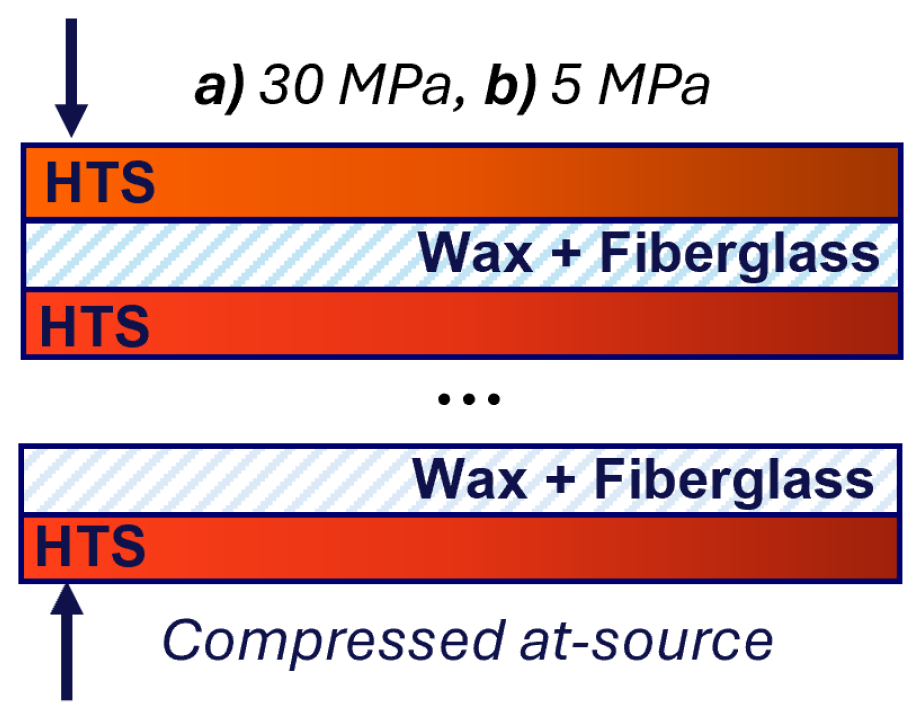 a) 30 MPa, b) 5 MPa
HTS
Wax + Fiberglass
HTS
...
Wax + Fiberglass
HTS
Compressed at-source